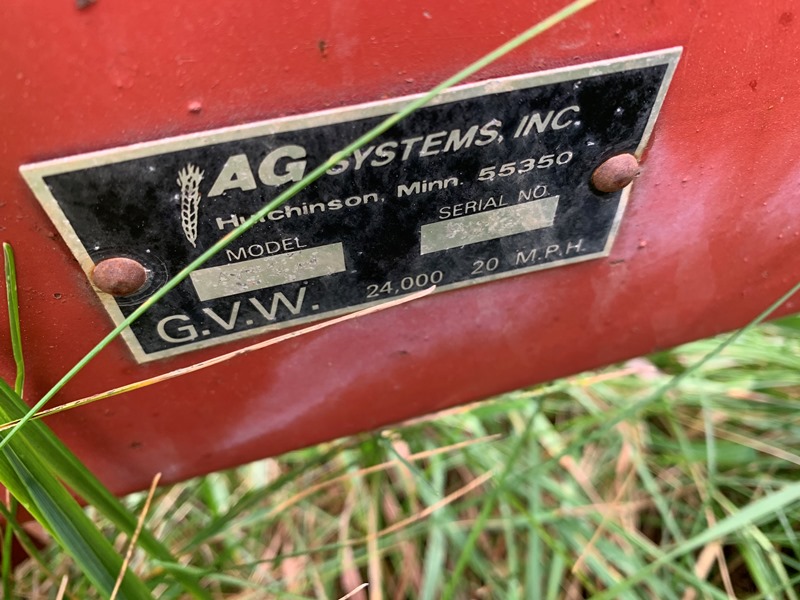 AG SYSTEMS, INC.
Hutchinson, Minn. 55350
MODEL SERIAL NO.
G.V.W. 24,000 20 M.P.H.